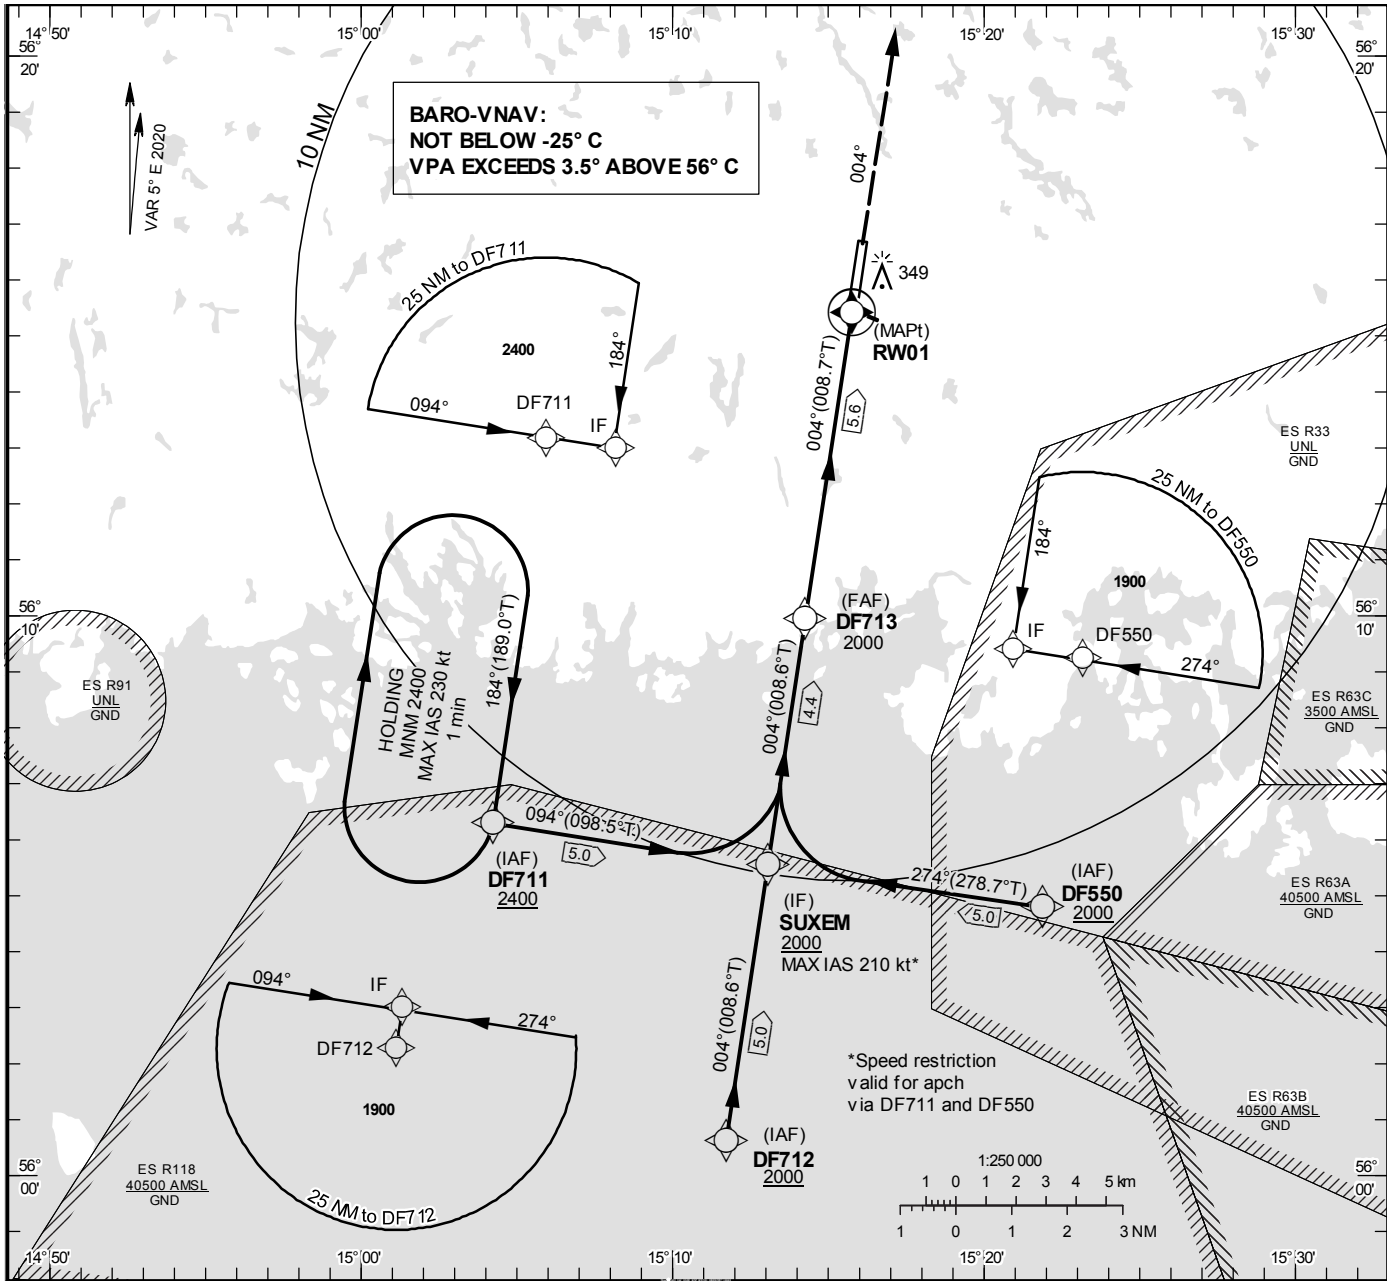 14° 50'
15° 00'
15° 10'
15° 20'
15° 30'
56°
20'
56°
20'
VAR 5° E 2020
10 NM
BARO-VNAV:
NOT BELOW -25° C
VPA EXCEEDS 3.5° ABOVE 56° C
004°
349
(MAPt)
RW01
25 NM to DF711
2400
184°
094°
DF711
IF
004°(008.7°T)
5.6
ES R33
UNL
GND
25 NM to DF550
184°
1900
IF
DF550
274°
56°
10'
56°
10'
(FAF)
DF713
2000
HOLDING
MNM 2400
MAX IAS 230 kt
1 min
184°(189.0°T)
004°(008.6°T)
4.4
ES R91
UNL
GND
ES R63C
3500 AMSL
GND
094°(098.5°T)
5.0
(IAF)
DF711
2400
(IF)
SUXEM
2000
MAX IAS 210 kt*
274°(278.7°T)
5.0
(IAF)
DF550
2000
ES R63A
40500 AMSL
GND
094°
IF
274°
DF712
1900
25 NM to DF712
004°(008.6°T)
5.0
*Speed restriction
valid for apch
via DF711 and DF550
(IAF)
DF712
2000
ES R63B
40500 AMSL
GND
ES R118
40500 AMSL
GND
1:250 000
1 0 1 2 3 4 5 km
1 0 1 2 3 NM
56°
00'
56°
00'
14° 50'
15° 00'
15° 10'
15° 20'
15° 30'